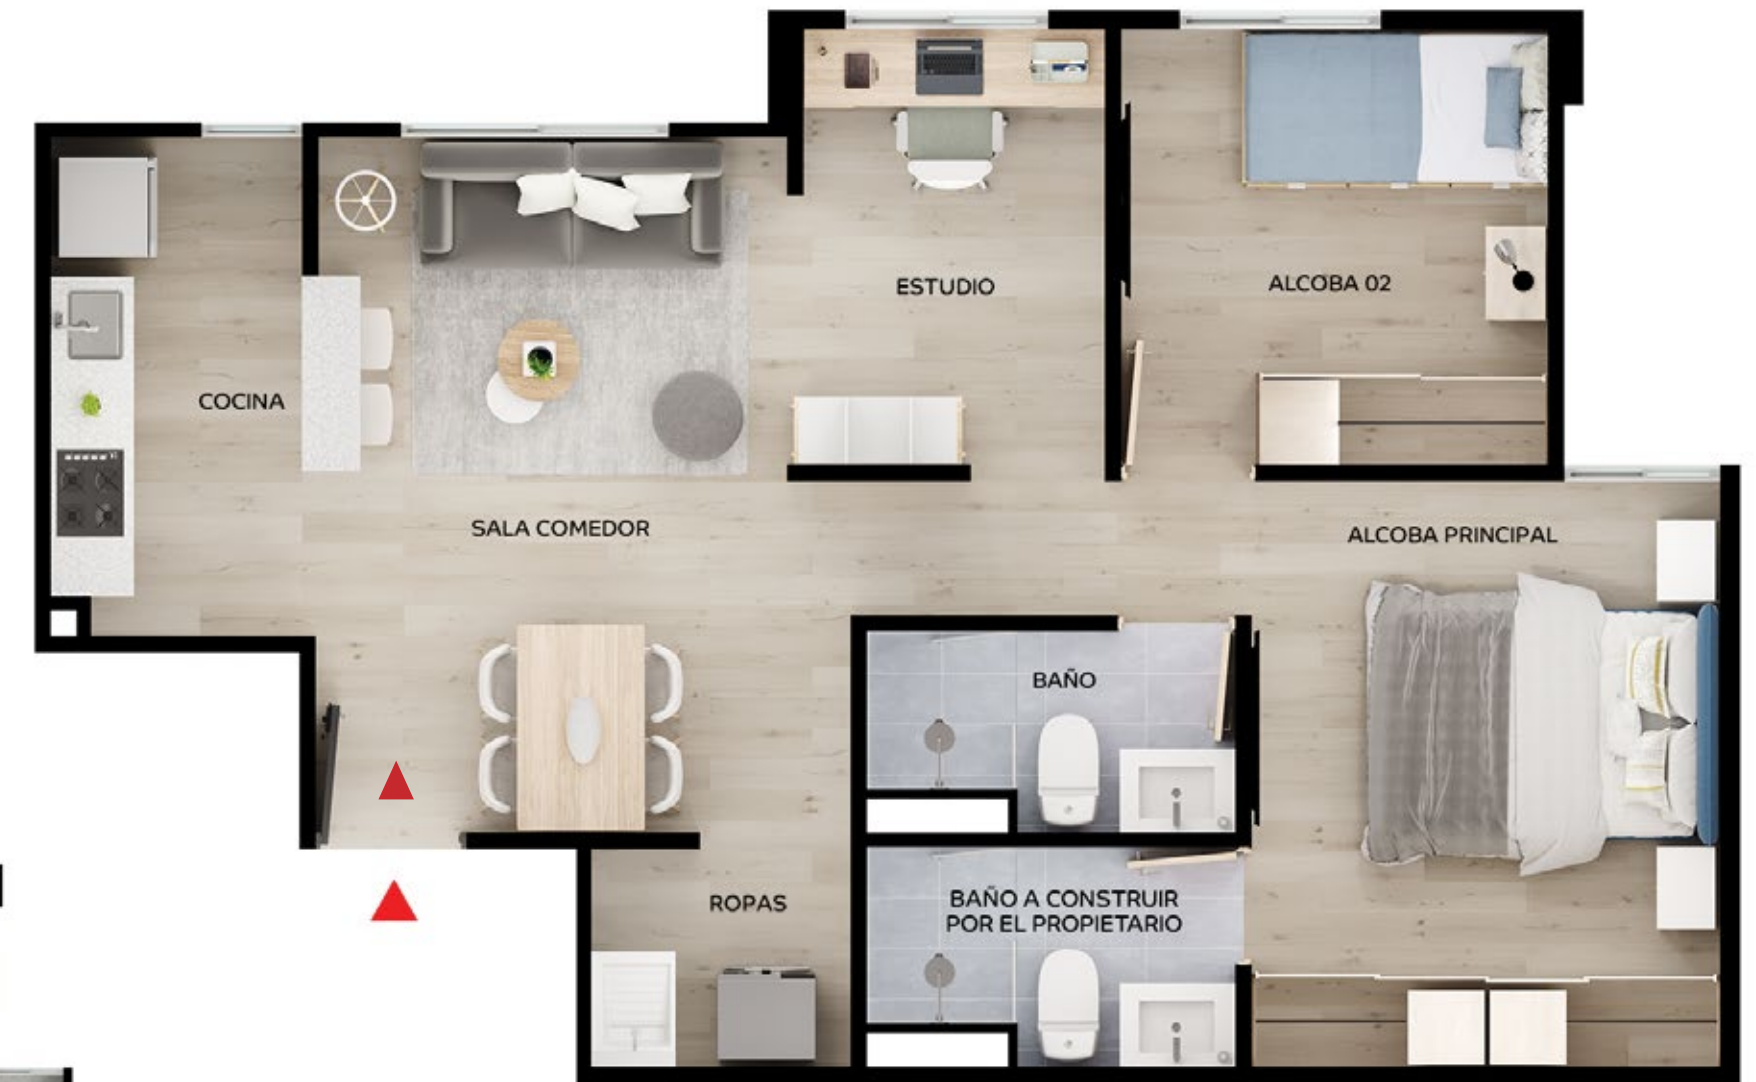 ESTUDIO
ALCOBA 02
COCINA
SALA COMEDOR
ALCOBA PRINCIPAL
BAÑO
ROPAS
BAÑO A CONSTRUIR
POR EL PROPIETARIO